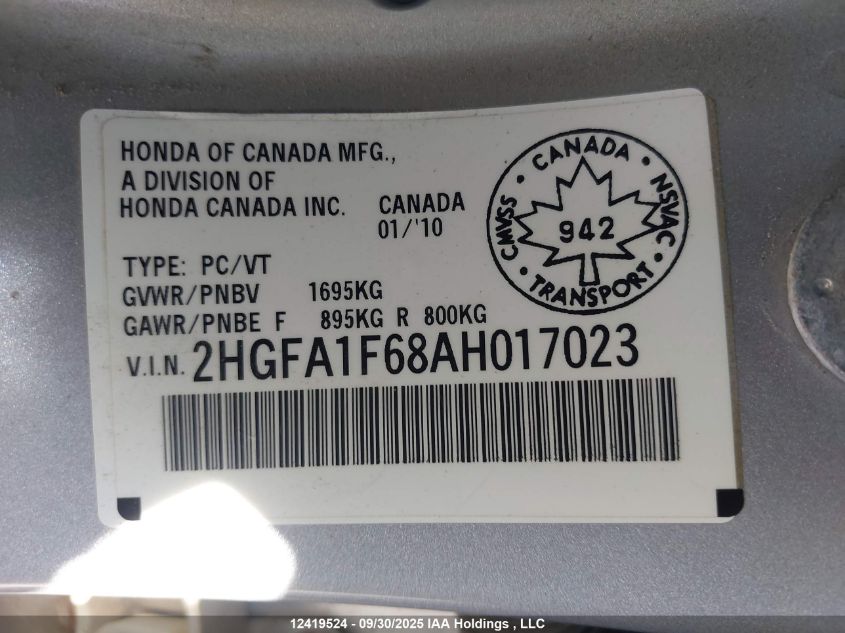 HONDA OF CANADA MFG.,
A DIVISION OF
HONDA CANADA INC. CANADA
01/'10
TYPE: PC/VT
GVWR/PNBV 1695KG
GAWR/PNBE F 895KG R 800KG
V.I.N. 2HGFA1F68AH017023
• CANADA •
CMVSS
NSVAC
942
• TRANSPORT •
12419524 - 09/30/2025 IAA Holdings , LLC